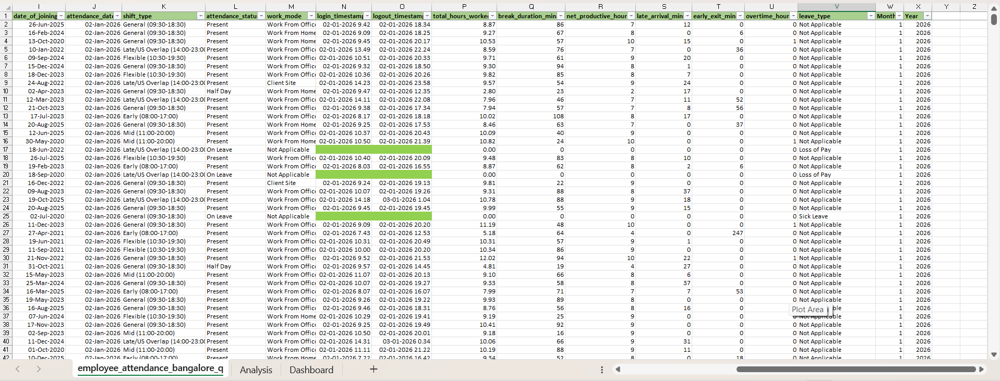 I J K L M N O P Q R S T U V W X Y Z
1 date_of_joining attendance_date shift_type attendance_statu work_mode login_timestamp logout_timestamp total_hours_worke break_duration_min net_productive_hour late_arrival_min early_exit_min overtime_hour leave_type Month Year
2 26-Jun-2025 02-Jan-2026 General (09:30-18:30) Present Work From Offic 02-01-2026 9.42 02-01-2026 18.34 8.87 86 7 12 0 0 Not Applicable 1 2026
3 16-Feb-2024 02-Jan-2026 General (09:30-18:30) Present Work From Home 02-01-2026 9.09 02-01-2026 18.25 9.27 67 8 0 6 0 Not Applicable 1 2026
4 13-Oct-2020 02-Jan-2026 General (09:30-18:30) Present Work From Offic 02-01-2026 9.45 02-01-2026 20.17 10.53 57 10 15 0 1 Not Applicable 1 2026
5 10-Jan-2022 02-Jan-2026 Late/US Overlap (14:00-23:00 Present Work From Offic 02-01-2026 13.49 02-01-2026 22.24 8.59 76 7 0 36 0 Not Applicable 1 2026
6 09-Sep-2024 02-Jan-2026 Flexible (10:30-19:30) Present Work From Offic 02-01-2026 10.51 02-01-2026 20.33 9.71 61 9 20 0 0 Not Applicable 1 2026
7 15-Dec-2024 02-Jan-2026 General (09:30-18:30) Present Work From Offic 02-01-2026 9.32 02-01-2026 18.50 9.30 94 8 1 0 0 Not Applicable 1 2026
8 18-Dec-2023 02-Jan-2026 Flexible (10:30-19:30) Present Work From Offic 02-01-2026 10.36 02-01-2026 20.26 9.82 85 8 7 0 0 Not Applicable 1 2026
9 24-Aug-2022 02-Jan-2026 Late/US Overlap (14:00-23:00 Present Client Site 02-01-2026 14.23 02-01-2026 23.58 9.57 54 9 24 0 0 Not Applicable 1 2026
10 02-Apr-2023 02-Jan-2026 General (09:30-18:30) Half Day Work From Home 02-01-2026 9.47 02-01-2026 12.35 2.80 23 2 17 0 0 Not Applicable 1 2026
11 12-Mar-2023 02-Jan-2026 Late/US Overlap (14:00-23:00 Present Work From Offic 02-01-2026 14.11 02-01-2026 22.08 7.96 46 7 11 52 0 Not Applicable 1 2026
12 21-Oct-2023 02-Jan-2026 General (09:30-18:30) Present Work From Offic 02-01-2026 9.38 02-01-2026 17.34 7.94 57 7 8 56 0 Not Applicable 1 2026
13 17-Jul-2023 02-Jan-2026 Early (08:00-17:00) Present Work From Offic 02-01-2026 8.17 02-01-2026 18.18 10.02 108 8 17 0 0 Not Applicable 1 2026
14 20-Aug-2025 02-Jan-2026 General (09:30-18:30) Present Work From Home 02-01-2026 9.25 02-01-2026 17.53 8.46 63 7 0 37 0 Not Applicable 1 2026
15 12-Jun-2025 02-Jan-2026 Mid (11:00-20:00) Present Work From Offic 02-01-2026 10.37 02-01-2026 20.43 10.09 40 9 0 0 0 Not Applicable 1 2026
16 30-May-2020 02-Jan-2026 Mid (11:00-20:00) Present Work From Home 02-01-2026 10.50 02-01-2026 21.39 10.82 24 10 0 0 1 Not Applicable 1 2026
17 18-Jun-2022 02-Jan-2026 Late/US Overlap (14:00-23:00 On Leave Not Applicable 0.00 0 0 0 0 0 Loss of Pay 1 2026
18 26-Jul-2025 02-Jan-2026 Flexible (10:30-19:30) Present Work From Offic 02-01-2026 10.40 02-01-2026 20.09 9.48 83 8 10 0 0 Not Applicable 1 2026
19 19-Feb-2023 02-Jan-2026 Early (08:00-17:00) Present Work From Offic 02-01-2026 8.03 02-01-2026 16.55 8.87 62 8 2 6 0 Not Applicable 1 2026
20 18-Sep-2020 02-Jan-2026 Late/US Overlap (14:00-23:00 On Leave Not Applicable 0.00 0 0 0 0 0 Loss of Pay 1 2026
21 16-Dec-2022 02-Jan-2026 General (09:30-18:30) Present Client Site 02-01-2026 9.24 02-01-2026 19.13 9.81 22 9 0 0 0 Not Applicable 1 2026
22 09-Aug-2023 02-Jan-2026 General (09:30-18:30) Present Work From Offic 02-01-2026 10.07 02-01-2026 19.26 9.31 88 8 37 0 0 Not Applicable 1 2026
23 19-Oct-2025 02-Jan-2026 Late/US Overlap (14:00-23:00 Present Work From Offic 02-01-2026 14.18 03-01-2026 1.04 10.78 88 9 18 0 0 Not Applicable 1 2026
24 20-Aug-2025 02-Jan-2026 General (09:30-18:30) Present Work From Offic 02-01-2026 9.45 02-01-2026 19.45 9.99 55 9 15 0 0 Not Applicable 1 2026
25 02-Jul-2020 02-Jan-2026 General (09:30-18:30) On Leave Not Applicable 0.00 0 0 0 0 0 Sick Leave 1 2026
26 11-Dec-2023 02-Jan-2026 General (09:30-18:30) Present Work From Offic 02-01-2026 9.09 02-01-2026 20.20 11.19 48 10 0 0 1 Not Applicable 1 2026
27 27-Apr-2021 02-Jan-2026 Early (08:00-17:00) Present Work From Offic 02-01-2026 7.43 02-01-2026 12.53 5.18 64 4 0 247 0 Not Applicable 1 2026
28 19-Jun-2021 02-Jan-2026 Flexible (10:30-19:30) Present Work From Offic 02-01-2026 10.31 02-01-2026 20.49 10.31 57 9 1 0 0 Not Applicable 1 2026
29 11-Sep-2021 02-Jan-2026 Flexible (10:30-19:30) Present Work From Offic 02-01-2026 10.00 02-01-2026 20.20 10.34 86 9 0 0 0 Not Applicable 1 2026
30 21-Nov-2022 02-Jan-2026 General (09:30-18:30) Present Work From Offic 02-01-2026 9.52 02-01-2026 21.53 12.02 94 10 22 0 1 Not Applicable 1 2026
31 31-Oct-2021 02-Jan-2026 General (09:30-18:30) Half Day Work From Offic 02-01-2026 9.57 02-01-2026 14.45 4.81 19 4 27 0 0 Not Applicable 1 2026
32 15-May-2023 02-Jan-2026 Mid (11:00-20:00) Present Work From Offic 02-01-2026 11.07 02-01-2026 20.13 9.10 66 8 6 0 0 Not Applicable 1 2026
33 25-Mar-2024 02-Jan-2026 General (09:30-18:30) Present Work From Offic 02-01-2026 10.07 02-01-2026 19.27 9.33 58 8 37 0 0 Not Applicable 1 2026
34 16-Mar-2025 02-Jan-2026 Early (08:00-17:00) Present Work From Offic 02-01-2026 8.07 02-01-2026 16.07 7.99 71 7 7 53 0 Not Applicable 1 2026
35 19-May-2023 02-Jan-2026 General (09:30-18:30) Present Work From Offic 02-01-2026 9.26 02-01-2026 19.22 9.93 89 8 0 0 0 Not Applicable 1 2026
36 16-Aug-2025 02-Jan-2026 General (09:30-18:30) Present Work From Offic 02-01-2026 9.46 02-01-2026 18.31 8.76 56 8 16 0 Plot Area ble 1 2026
37 07-Jun-2024 02-Jan-2026 Flexible (10:30-19:30) Present Work From Home 02-01-2026 10.29 02-01-2026 19.41 9.19 25 9 0 0 0 Not Applicable 1 2026
38 17-Nov-2023 02-Jan-2026 General (09:30-18:30) Present Work From Offic 02-01-2026 9.25 02-01-2026 19.49 10.41 92 9 0 0 0 Not Applicable 1 2026
39 02-Sep-2023 02-Jan-2026 Mid (11:00-20:00) Present Work From Offic 02-01-2026 10.50 02-01-2026 20.01 9.18 16 9 0 0 0 Not Applicable 1 2026
40 11-Dec-2024 02-Jan-2026 Late/US Overlap (14:00-23:00 Present Work From Offic 02-01-2026 14.31 03-01-2026 0.34 10.06 66 9 31 0 0 Not Applicable 1 2026
41 01-Oct-2020 02-Jan-2026 Mid (11:00-20:00) Present Work From Offic 02-01-2026 11.11 02-01-2026 21.22 10.19 88 9 11 0 0 Not Applicable 1 2026
42 10-Dec-2025 02-Jan-2026 Early (08:00-17:00) Present Work From Home 02-01-2026 7.22 02-01-2026 16.42 9.34 52 8 0 18 0 Not Applicable 1 2026
employee_attendance_bangalore_q Analysis Dashboard